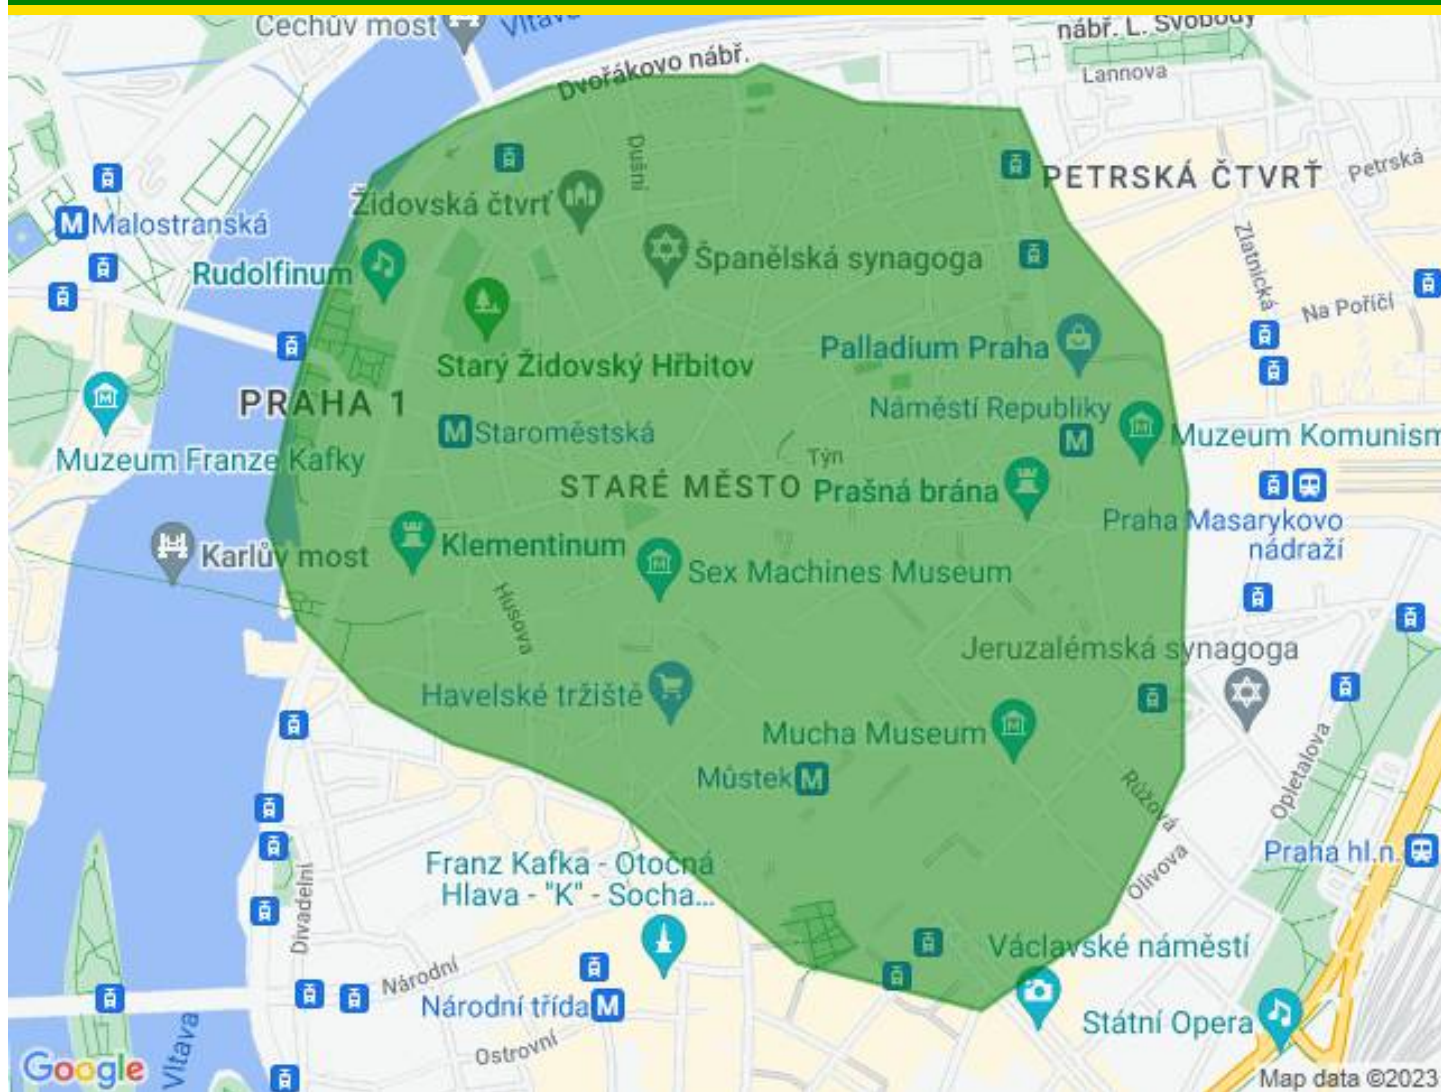 Čechův most
Vltava
nábř. L. Svobody
Dvořákovo nábř.
Lannova
Dušní
PETRSKÁ ČTVRŤ
Petrská
Židovská čtvrť
Malostranská
Rudolfinum
Španělská synagoga
Zlatnická
Na Poříčí
Starý Židovský Hřbitov
Palladium Praha
PRAHA 1
Náměstí Republiky
Staroměstská
Muzeum Komunism
Muzeum Franze Kafky
Týn
STARÉ MĚSTO
Prašná brána
Praha Masarykovo
nádraží
Karlův most
Klementinum
Sex Machines Museum
Husova
Jeruzalémská synagoga
Havelské tržiště
Mucha Museum
Můstek
Růžová
Opletalova
Franz Kafka - Otočná
Hlava - "K" - Socha...
Praha hl.n.
Olivova
Divadelní
Václavské náměstí
Národní
Národní třída
Státní Opera
Ostrovní
Vltava
Google
Map data ©2023